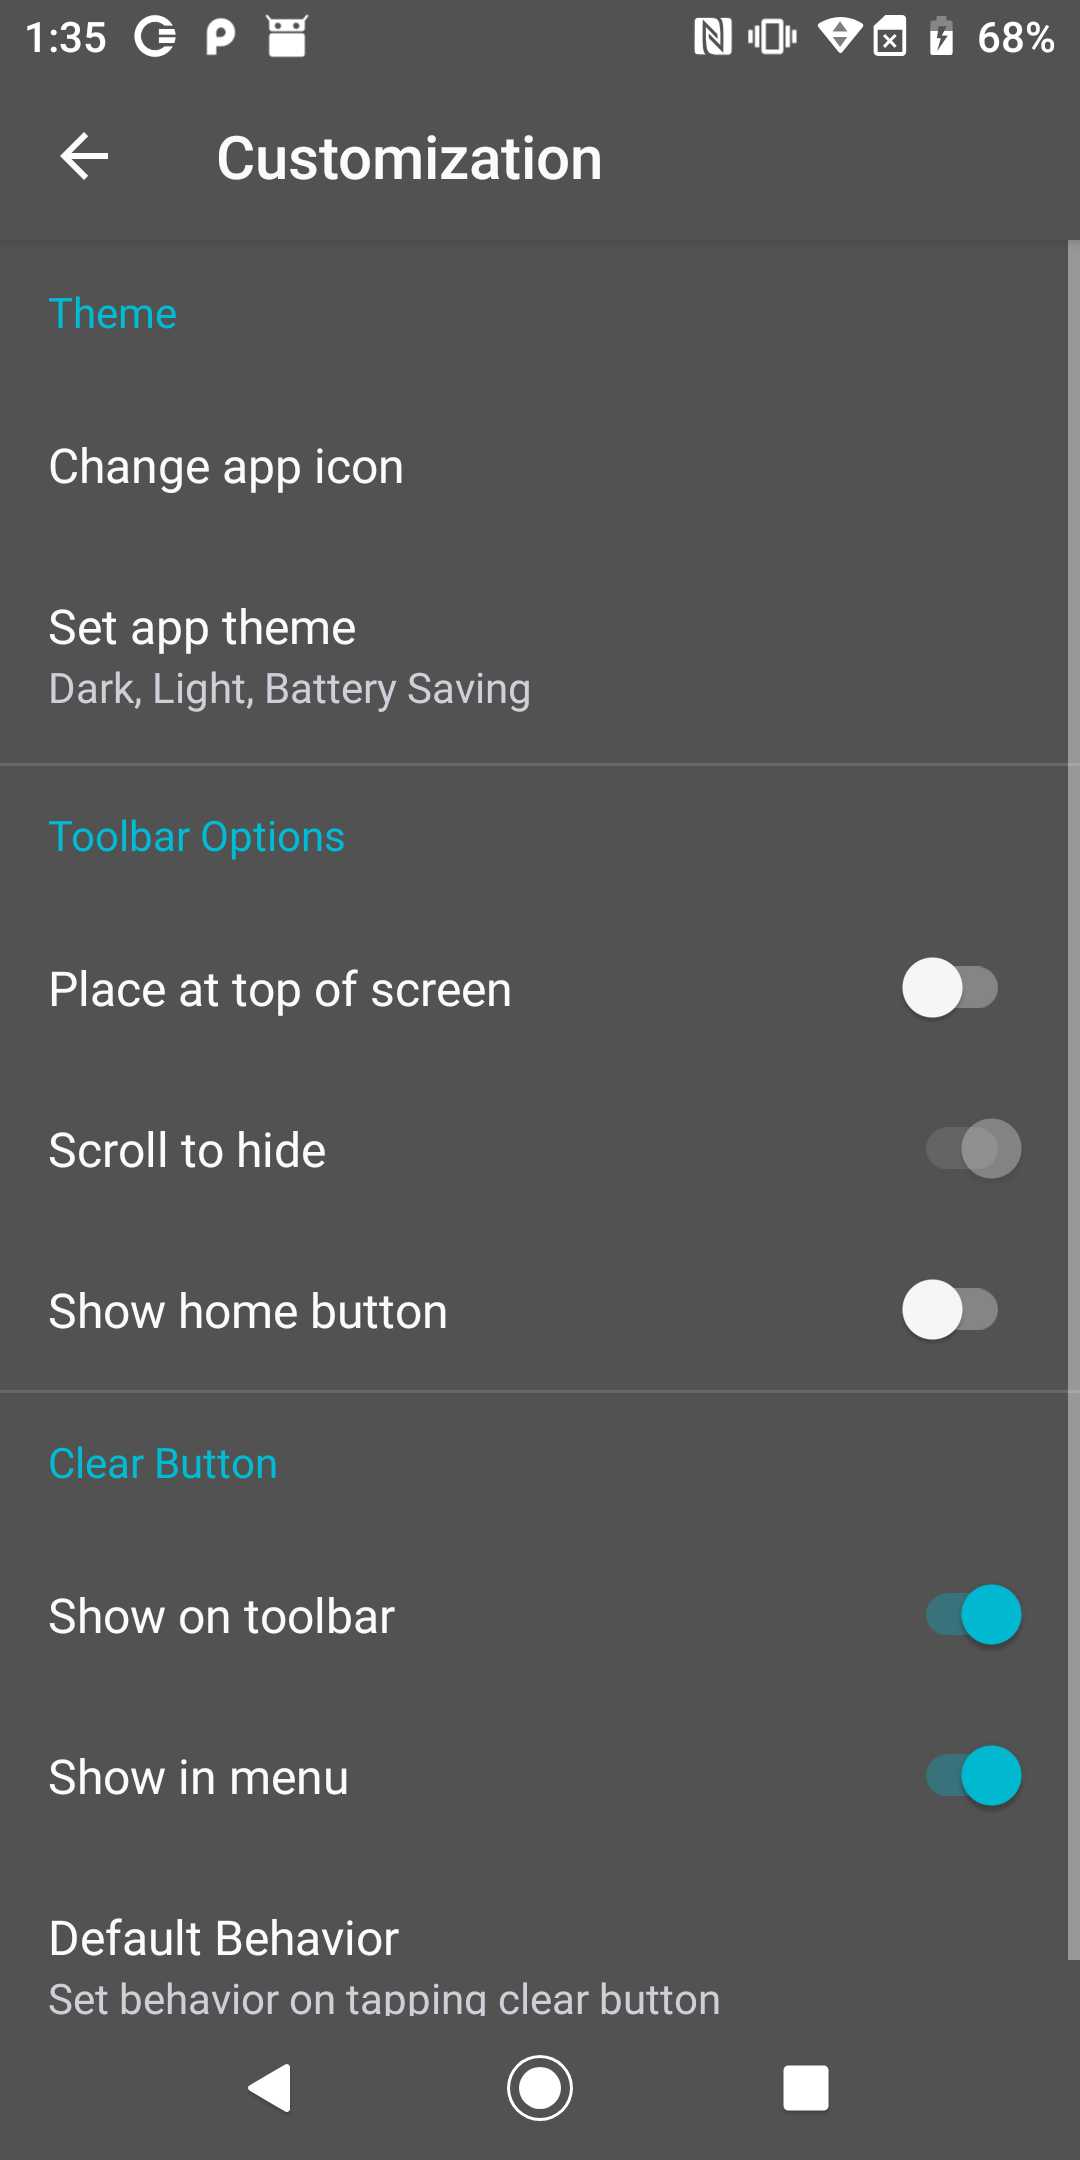 1:35 68%
Customization
Theme
Change app icon
Set app theme
Dark, Light, Battery Saving
Toolbar Options
Place at top of screen
Scroll to hide
Show home button
Clear Button
Show on toolbar
Show in menu
Default Behavior
Set behavior on tapping clear button